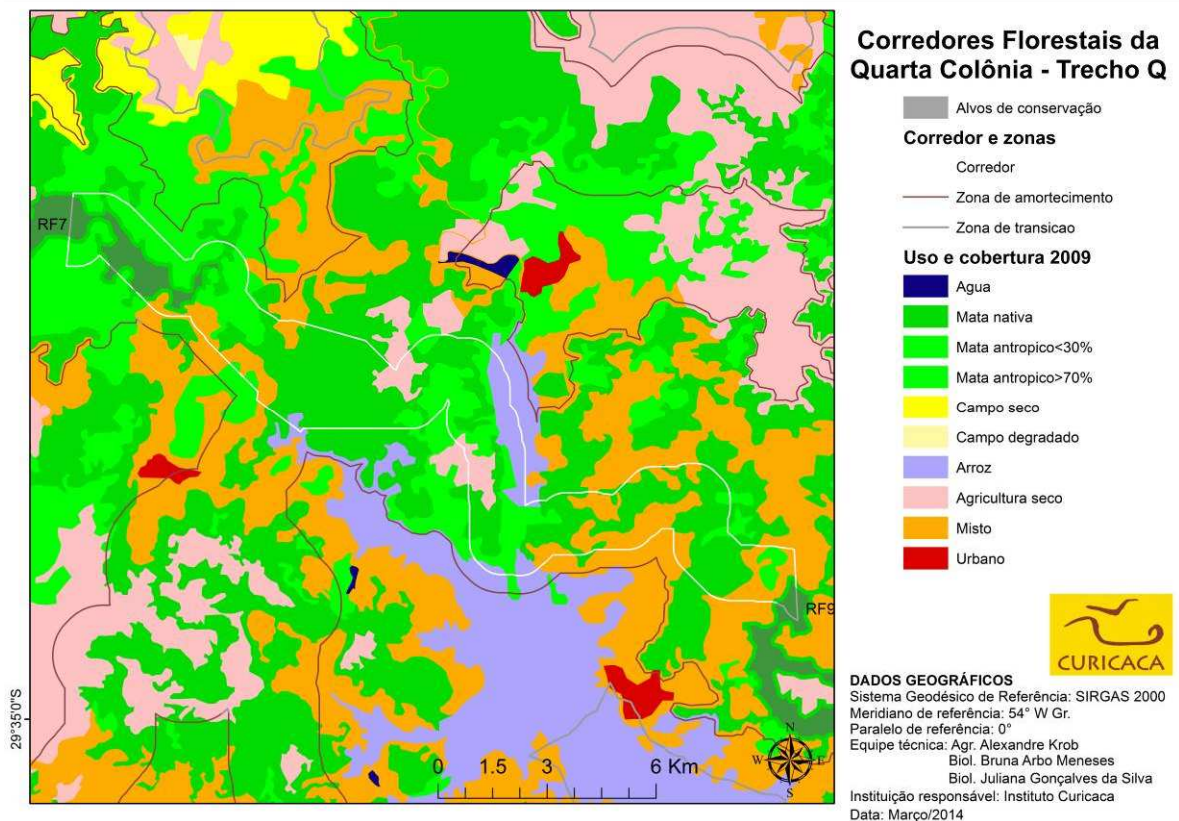 Corredores Florestais da
Quarta Colônia - Trecho Q
Alvos de conservação
Corredor e zonas
Corredor
Zona de amortecimento
Zona de transicao
Uso e cobertura 2009
Agua
Mata nativa
Mata antropico<30%
Mata antropico>70%
Campo seco
Campo degradado
Arroz
Agricultura seco
Misto
Urbano
RF7
RF9
29°35'0"S
0 1.5 3 6 Km
N
W E
S
CURICACA
DADOS GEOGRÁFICOS
Sistema Geodésico de Referência: SIRGAS 2000
Meridiano de referência: 54° W Gr.
Paralelo de referência: 0°
Equipe técnica: Agr. Alexandre Krob
Biol. Bruna Arbo Meneses
Biol. Juliana Gonçalves da Silva
Instituição responsável: Instituto Curicaca
Data: Março/2014